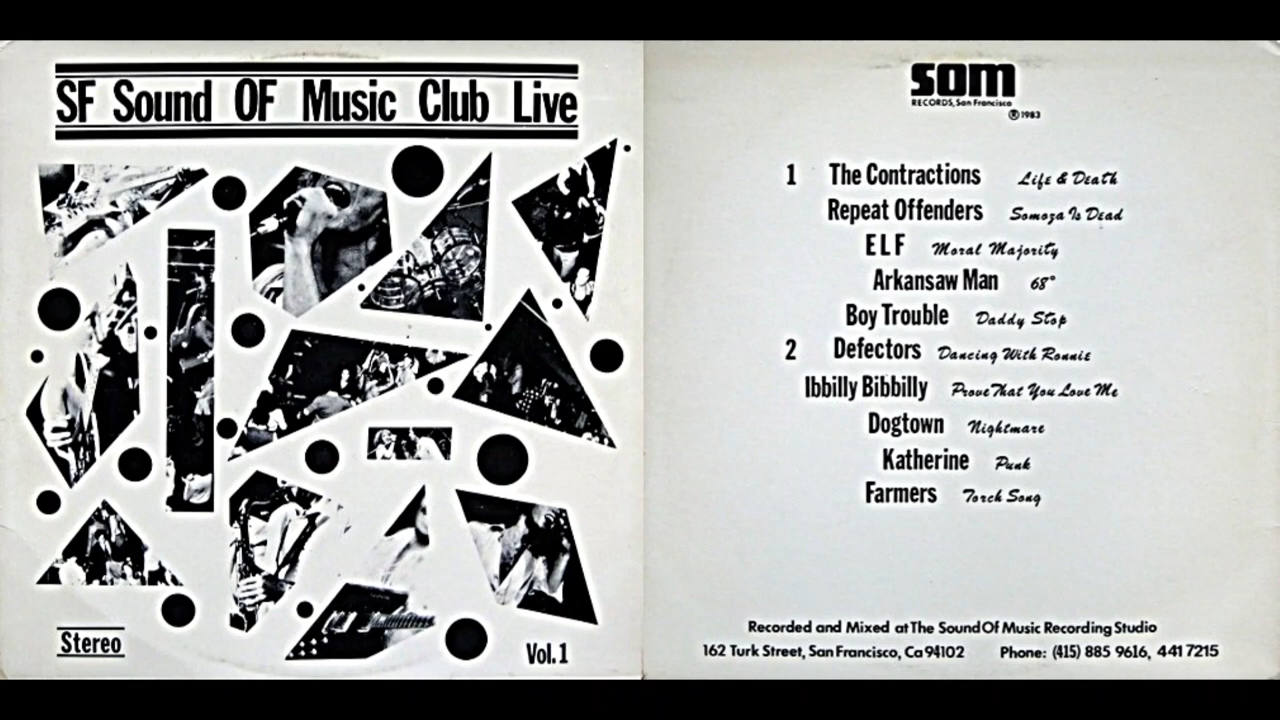 SF Sound OF Music Club Live
Stereo
Vol.1
SOM
RECORDS, San Francisco
℗ 1983
1 The Contractions Life & Death
Repeat Offenders Somoza Is Dead
ELF Moral Majority
Arkansaw Man 68°
Boy Trouble Daddy Stop
2 Defectors Dancing With Ronnie
Ibbilly Bibbilly Prove That You Love Me
Dogtown Nightmare
Katherine Punk
Farmers Torch Song
Recorded and Mixed at The Sound Of Music Recording Studio
162 Turk Street, San Francisco, Ca 94102 Phone: (415) 885 9616, 441 7215